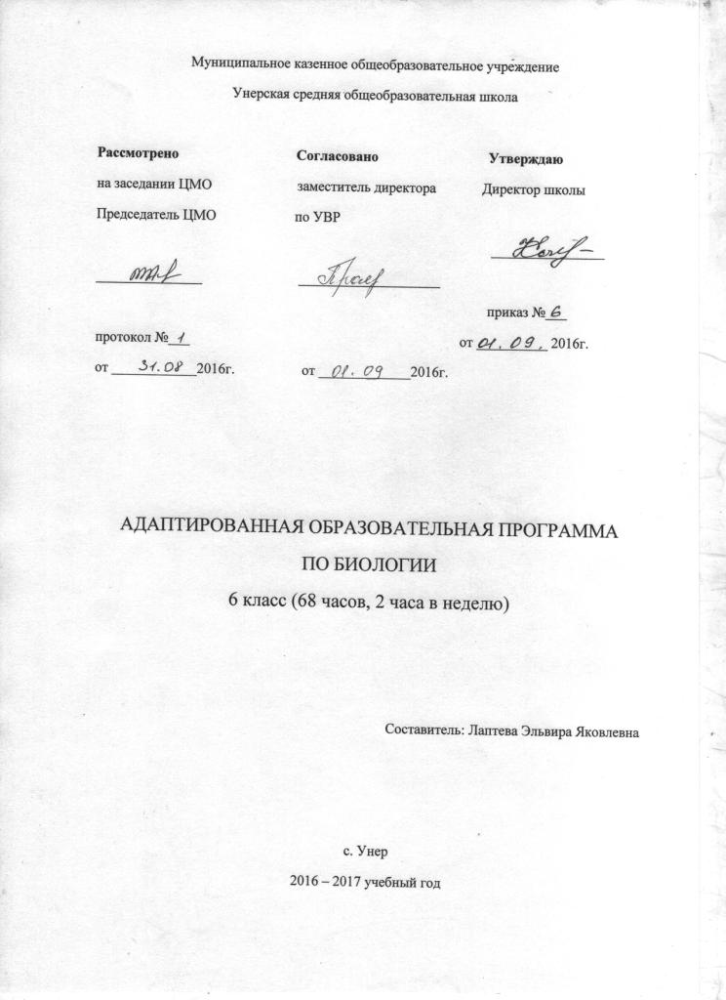 Муниципальное казенное общеобразовательное учреждение
Унерская средняя общеобразовательная школа
Рассмотрено Согласовано Утверждаю
на заседании ЦМО заместитель директора Директор школы
Председатель ЦМО по УВР
приказ № 6
протокол № 1 от 01. 09. 2016г.
от 31.08 2016г. от 01. 09 2016г.
АДАПТИРОВАННАЯ ОБРАЗОВАТЕЛЬНАЯ ПРОГРАММА
ПО БИОЛОГИИ
6 класс (68 часов, 2 часа в неделю)
Составитель: Лаптева Эльвира Яковлевна
с. Унер
2016 – 2017 учебный год